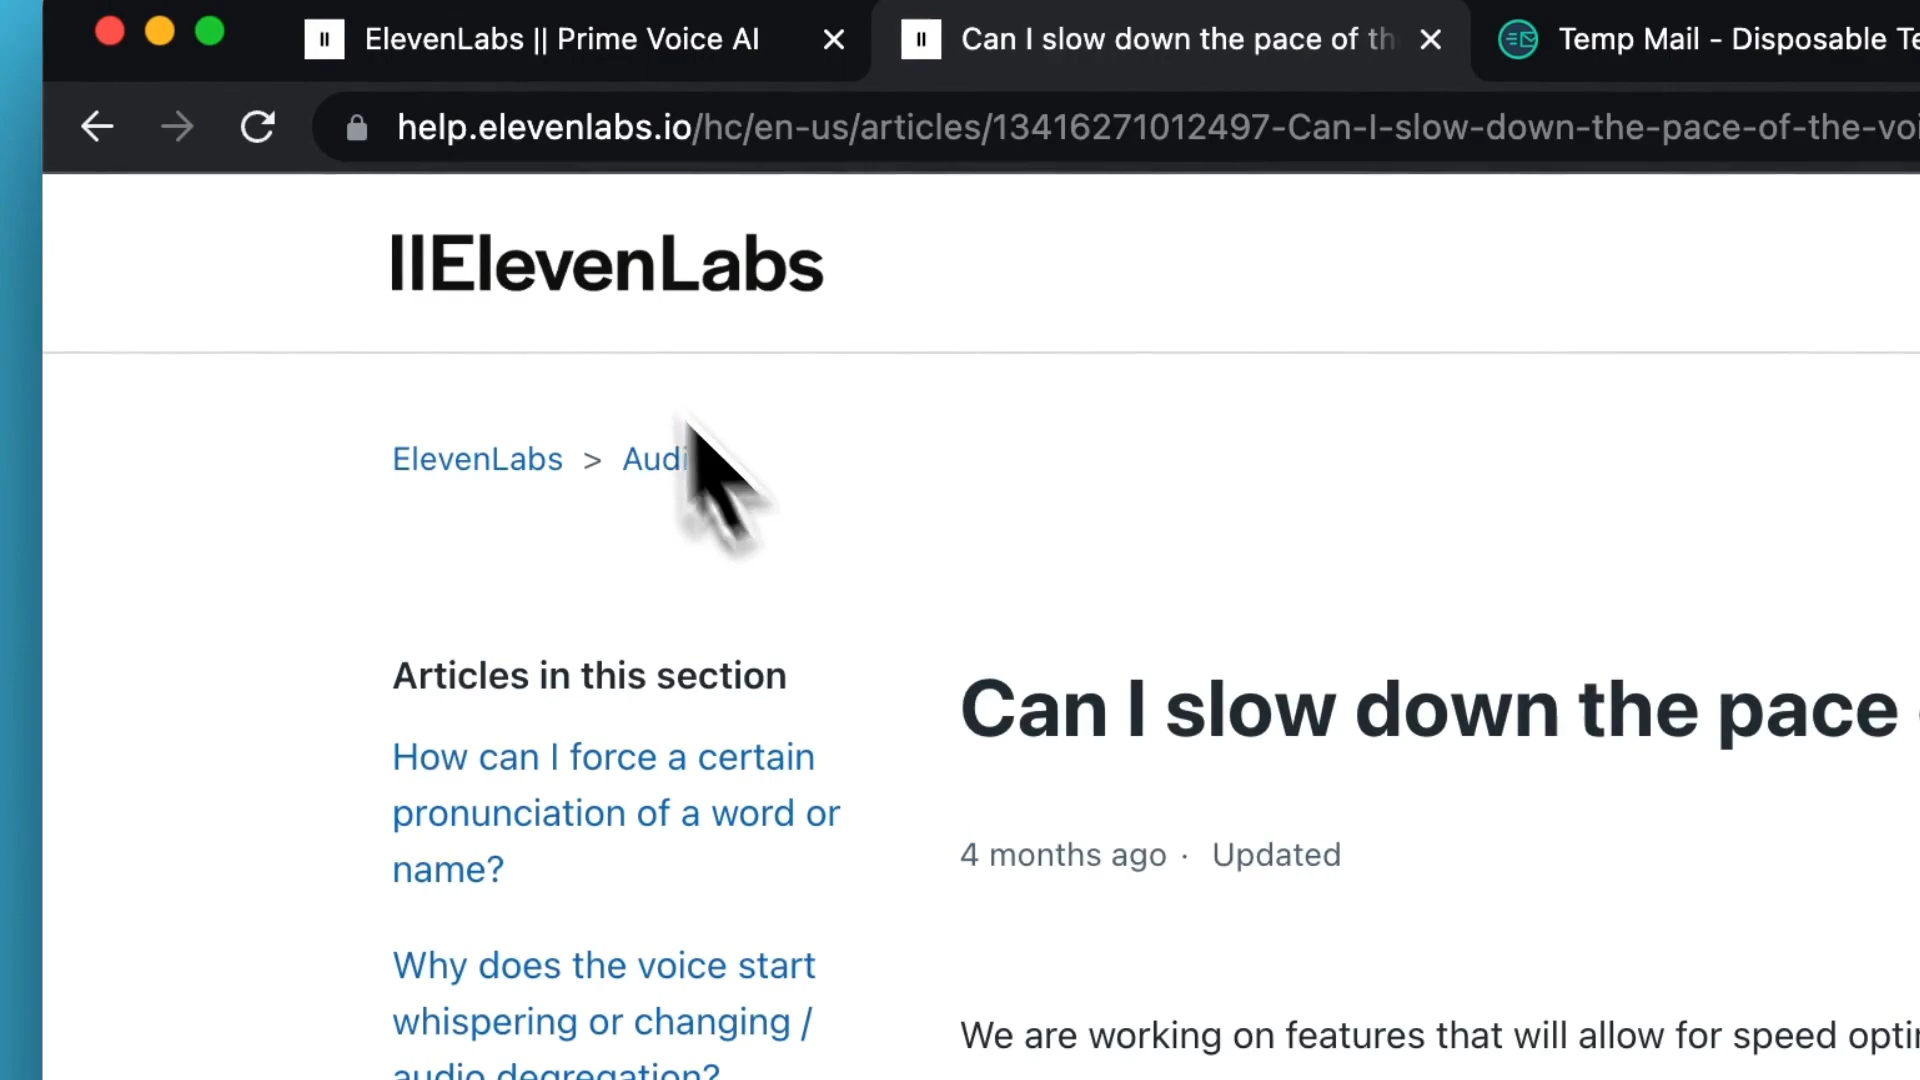 ElevenLabs || Prime Voice AI
Can I slow down the pace of th
Temp Mail - Disposable Te
help.elevenlabs.io/hc/en-us/articles/13416271012497-Can-I-slow-down-the-pace-of-the-voi
IIElevenLabs
ElevenLabs > Audi
Articles in this section
Can I slow down the pace
How can I force a certain
pronunciation of a word or
name?
4 months ago · Updated
Why does the voice start
whispering or changing /
audio degregation?
We are working on features that will allow for speed opti